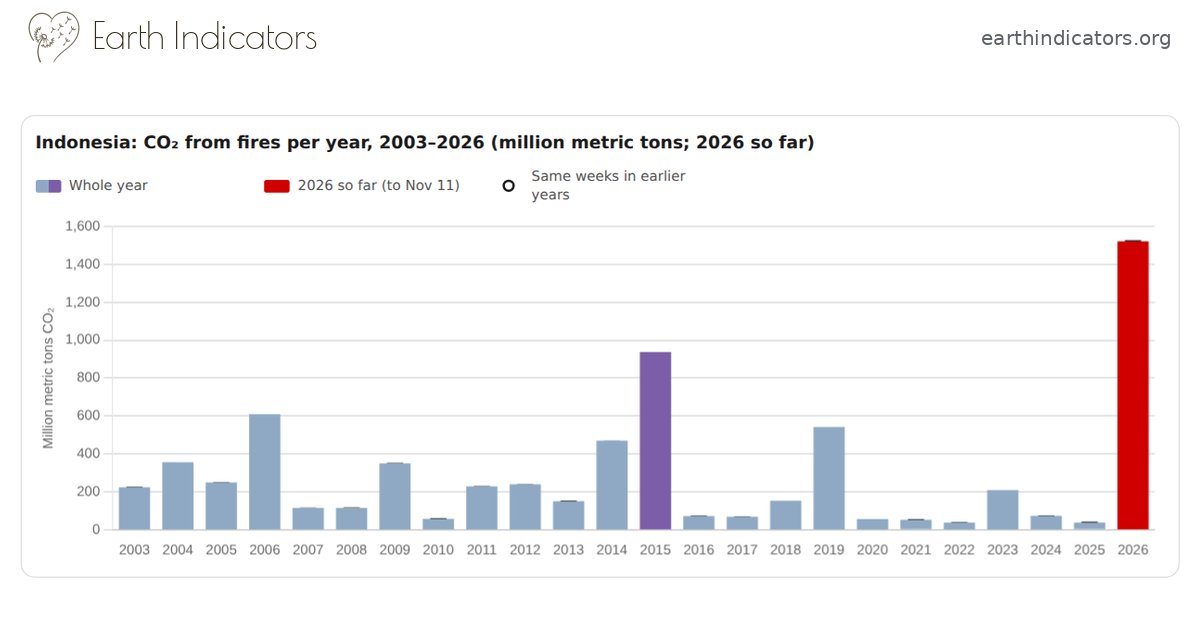 Earth Indicators
earthindicators.org
Indonesia: CO₂ from fires per year, 2003–2026 (million metric tons; 2026 so far)
Whole year
2026 so far (to Nov 11)
Same weeks in earlier
years
Million metric tons CO₂
1,600
1,400
1,200
1,000
800
600
400
200
0
2003 2004 2005 2006 2007 2008 2009 2010 2011 2012 2013 2014 2015 2016 2017 2018 2019 2020 2021 2022 2023 2024 2025 2026